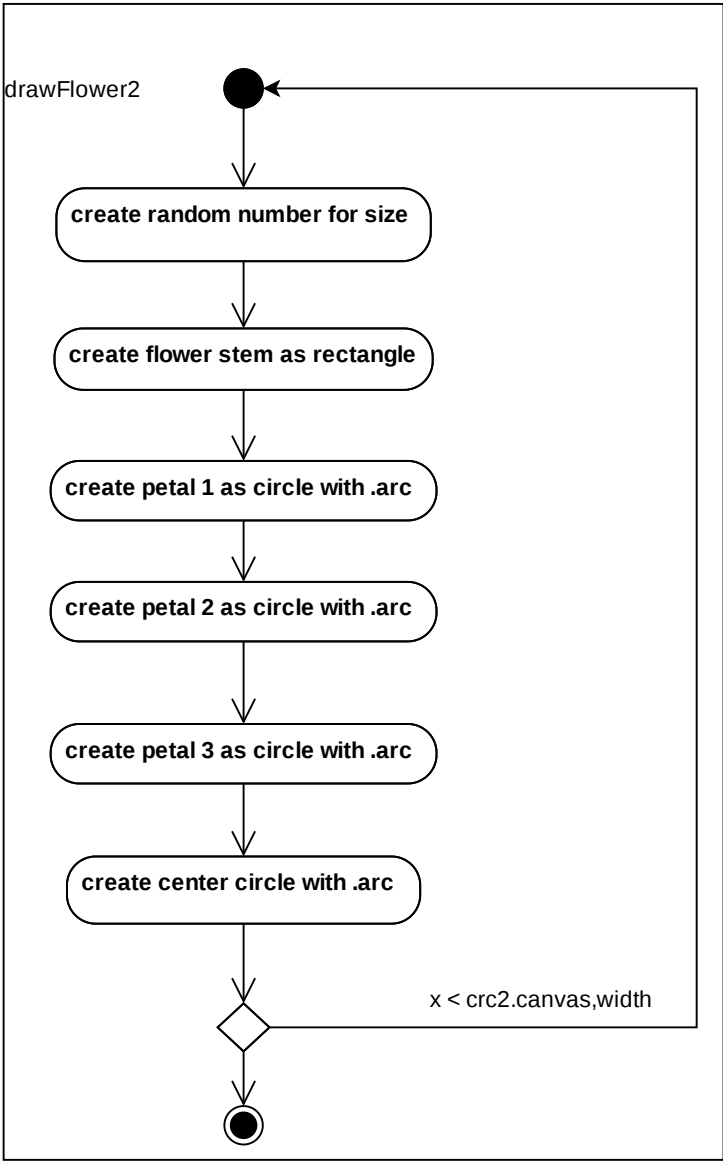 drawFlower2
create random number for size
create flower stem as rectangle
create petal 1 as circle with .arc
create petal 2 as circle with .arc
create petal 3 as circle with .arc
create center circle with .arc
x < crc2.canvas,width